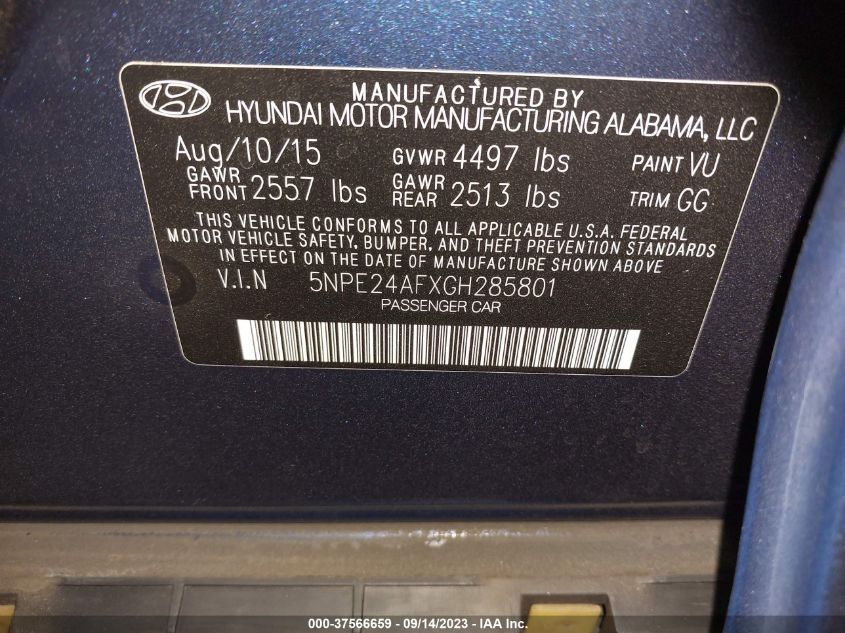 MANUFACTURED BY
HYUNDAI MOTOR MANUFACTURING ALABAMA, LLC
Aug/10/15 GVWR 4497 lbs PAINT VU
GAWR FRONT 2557 lbs GAWR REAR 2513 lbs TRIM GG
THIS VEHICLE CONFORMS TO ALL APPLICABLE U.S.A. FEDERAL
MOTOR VEHICLE SAFETY, BUMPER, AND THEFT PREVENTION STANDARDS
IN EFFECT ON THE DATE OF MANUFACTURE SHOWN ABOVE
V.I.N 5NPE24AFXGH285801
PASSENGER CAR
000-37566659 - 09/14/2023 - IAA Inc.